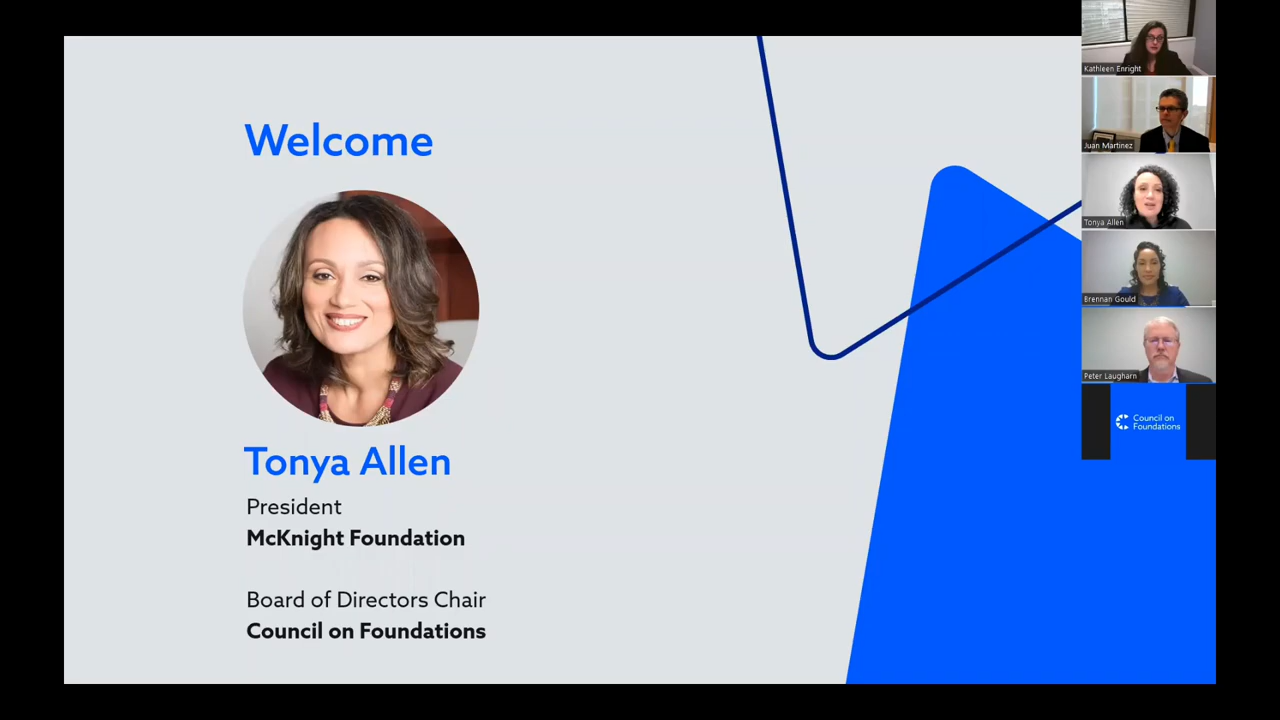 Welcome
Tonya Allen
President
McKnight Foundation
Board of Directors Chair
Council on Foundations
Kathleen Enright
Juan Martinez
Tonya Allen
Brennan Gould
Peter Laugharn
Council on
Foundations